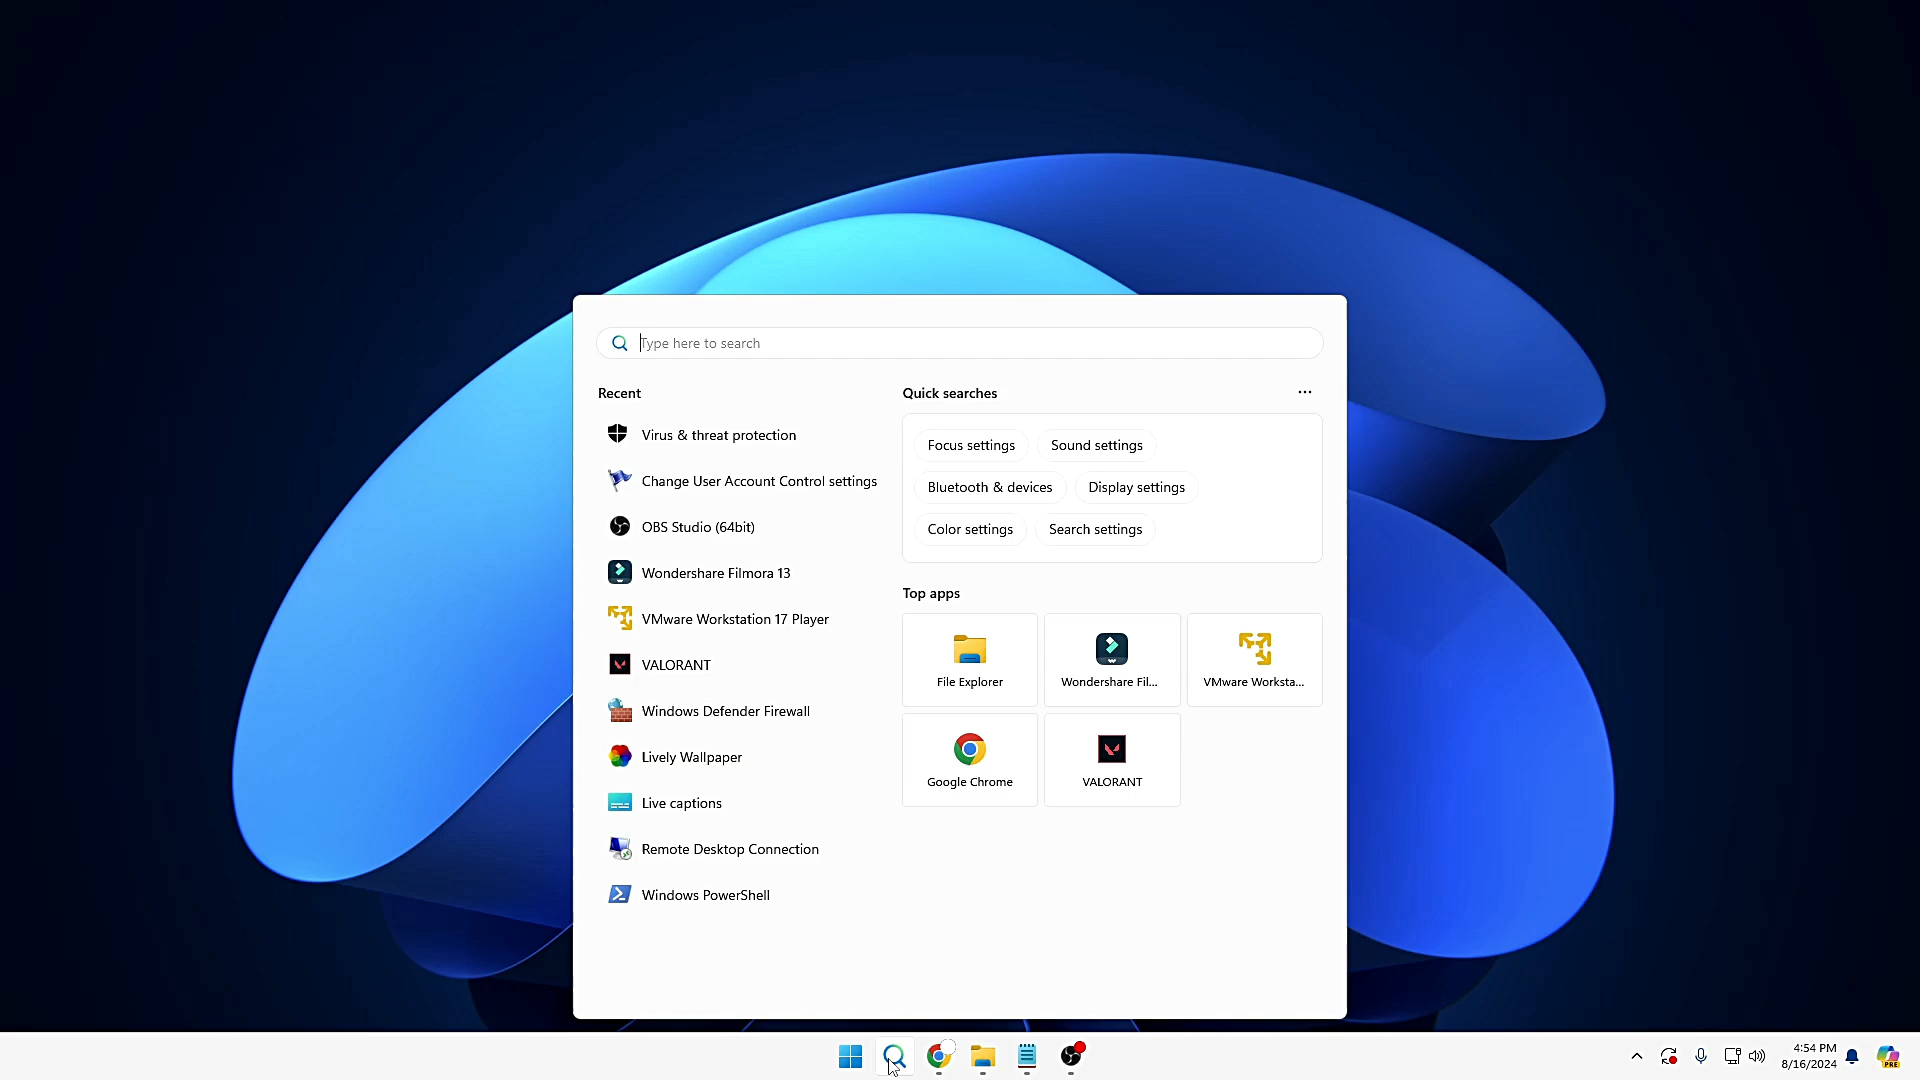 Type here to search
Recent
Quick searches
Virus & threat protection
Change User Account Control settings
OBS Studio (64bit)
Wondershare Filmora 13
VMware Workstation 17 Player
VALORANT
Windows Defender Firewall
Lively Wallpaper
Live captions
Remote Desktop Connection
Windows PowerShell
Focus settings
Sound settings
Bluetooth & devices
Display settings
Color settings
Search settings
Top apps
File Explorer
Wondershare Fil...
VMware Worksta...
Google Chrome
VALORANT
4:54 PM
8/16/2024
PRE